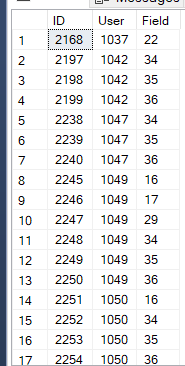 Messages
ID User Field
1 2168 1037 22
2 2197 1042 34
3 2198 1042 35
4 2199 1042 36
5 2238 1047 34
6 2239 1047 35
7 2240 1047 36
8 2245 1049 16
9 2246 1049 17
10 2247 1049 29
11 2248 1049 34
12 2249 1049 35
13 2250 1049 36
14 2251 1050 16
15 2252 1050 34
16 2253 1050 35
17 2254 1050 36